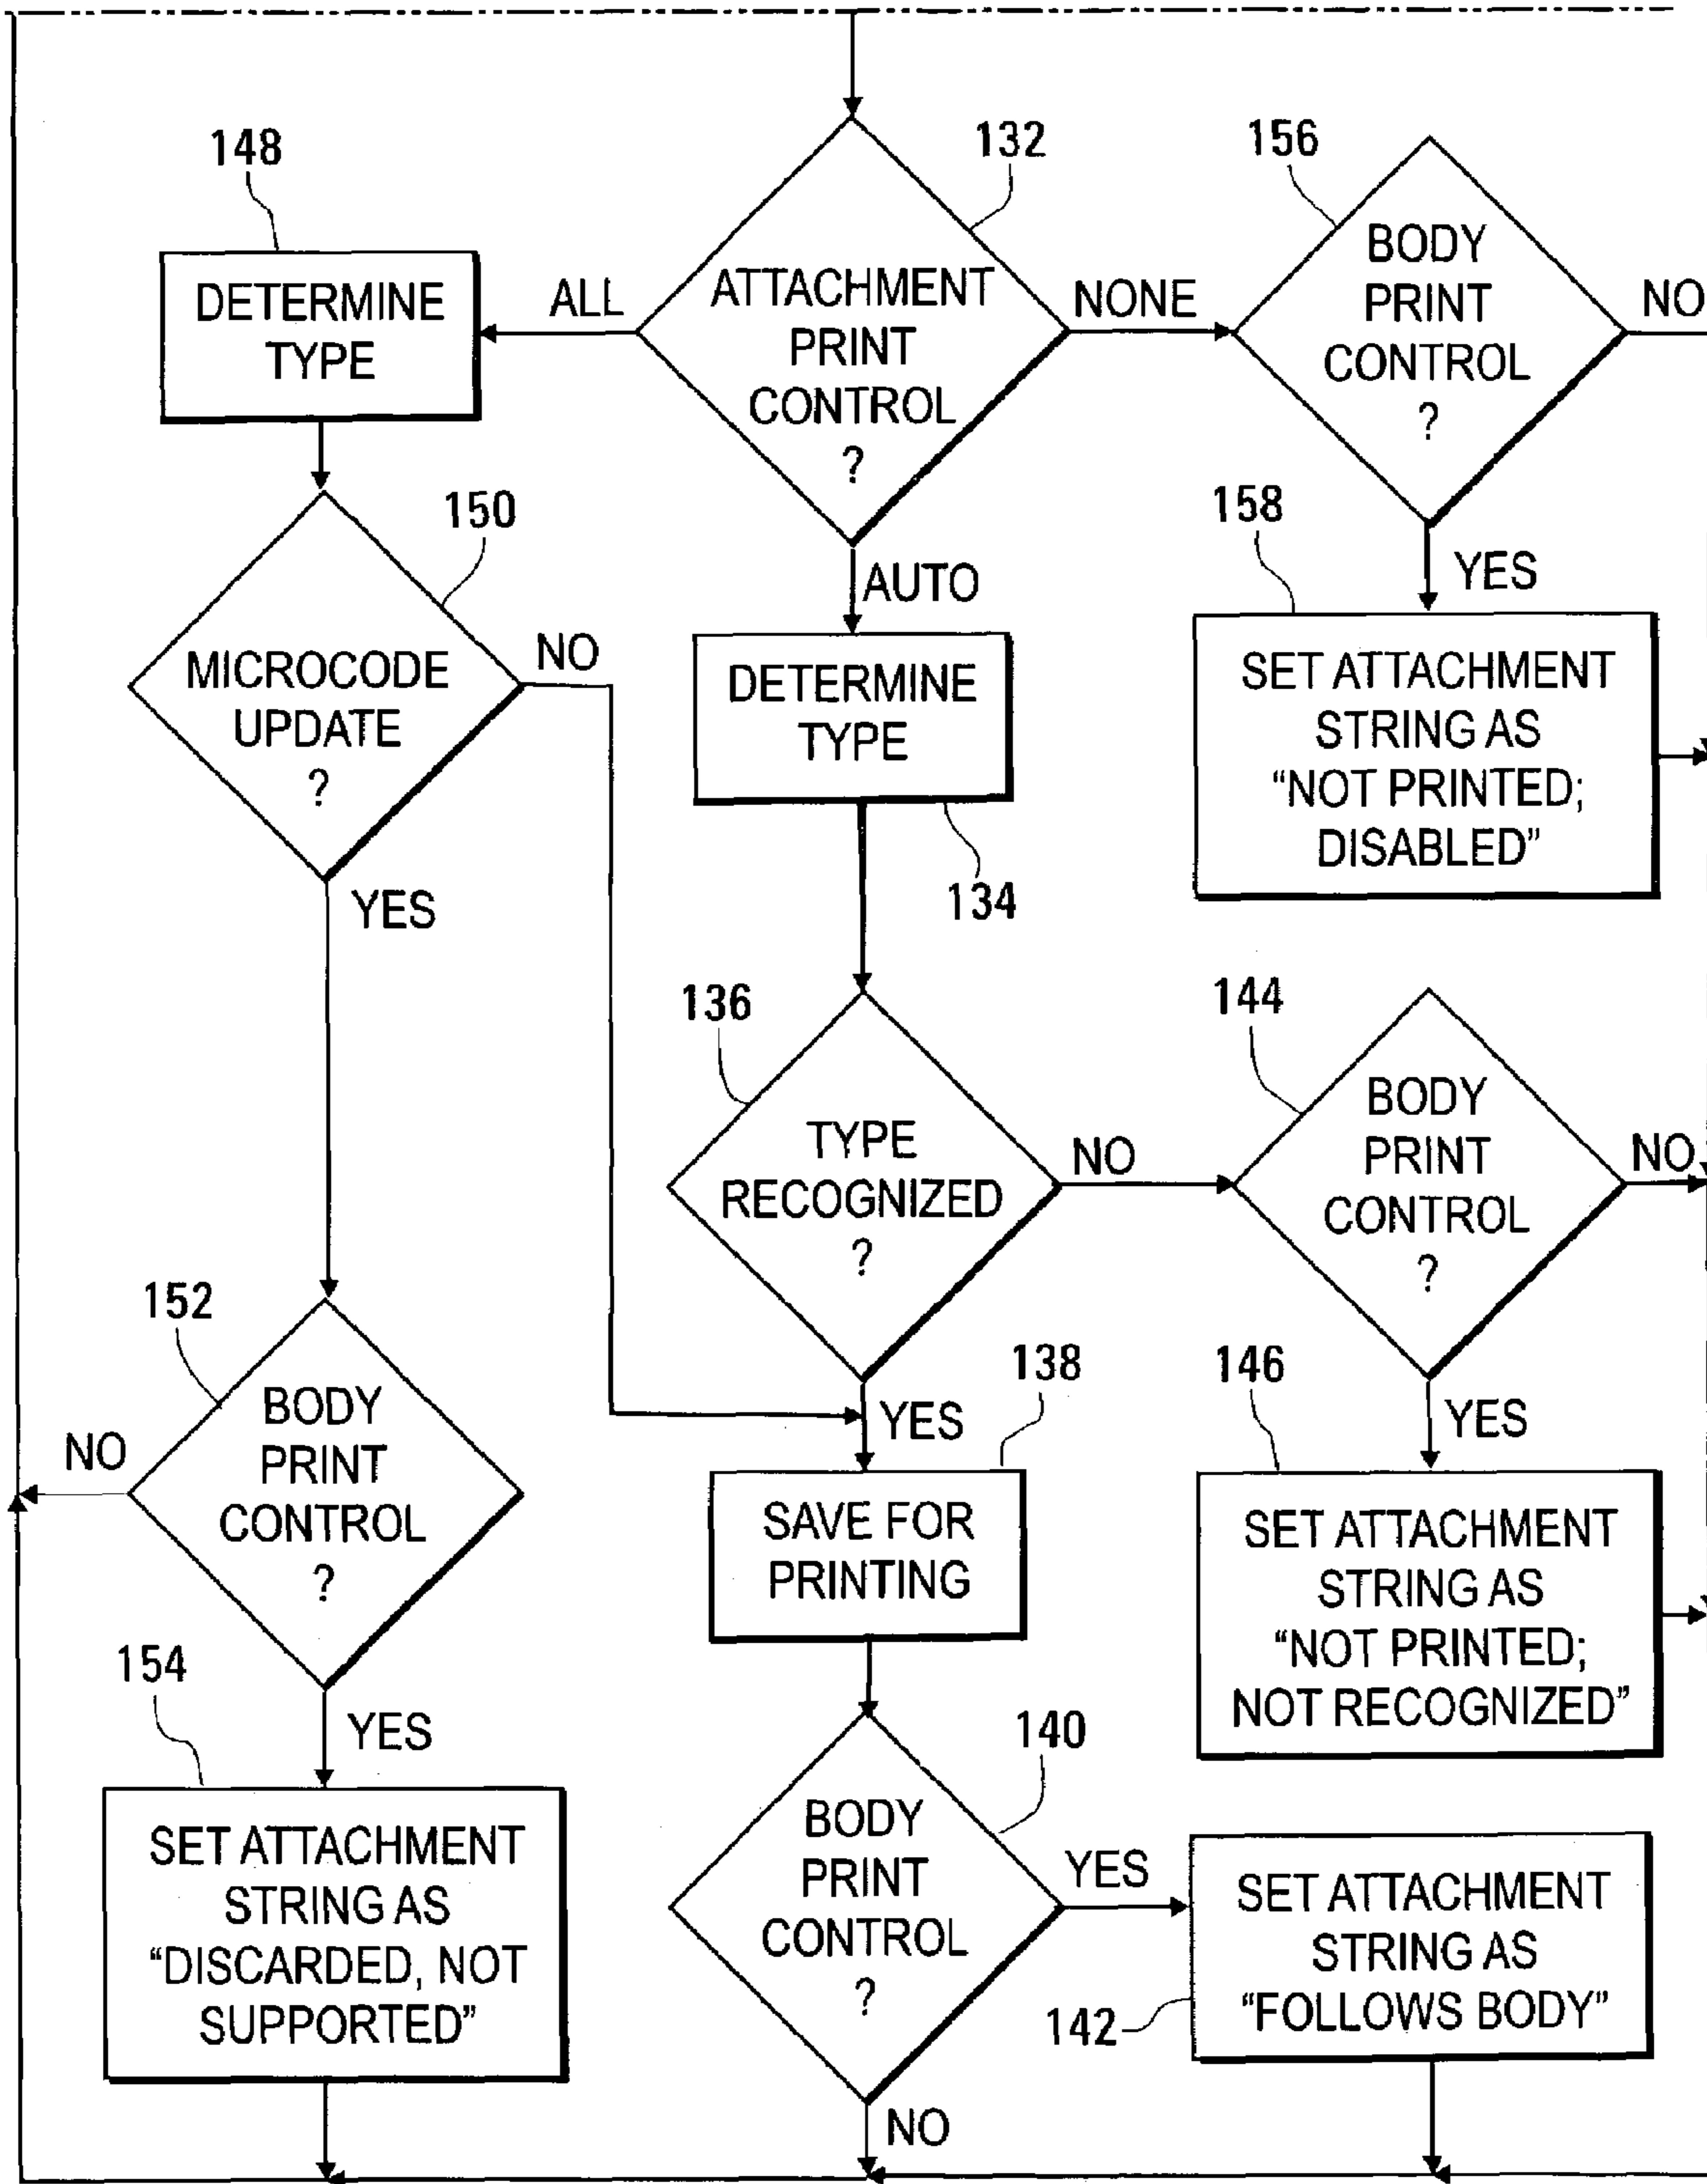 148
132
156
DETERMINE
TYPE
ALL
ATTACHMENT
PRINT
CONTROL
?
NONE
BODY
PRINT
CONTROL
?
NO
150
MICROCODE
UPDATE
?
NO
YES
AUTO
DETERMINE
TYPE
134
158
YES
SET ATTACHMENT
STRING AS
“NOT PRINTED;
DISABLED”
136
TYPE
RECOGNIZED
?
NO
144
BODY
PRINT
CONTROL
?
NO
152
BODY
PRINT
CONTROL
?
NO
YES
138
YES
SAVE FOR
PRINTING
146
YES
SET ATTACHMENT
STRING AS
“NOT PRINTED;
NOT RECOGNIZED”
154
SET ATTACHMENT
STRING AS
“DISCARDED, NOT
SUPPORTED”
140
BODY
PRINT
CONTROL
?
YES
NO
142
SET ATTACHMENT
STRING AS
“FOLLOWS BODY”